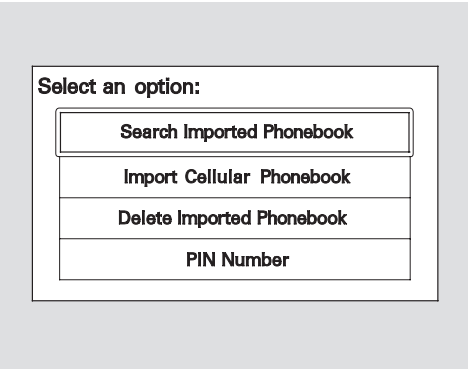 Select an option:
Search Imported Phonebook
Import Cellular Phonebook
Delete Imported Phonebook
PIN Number